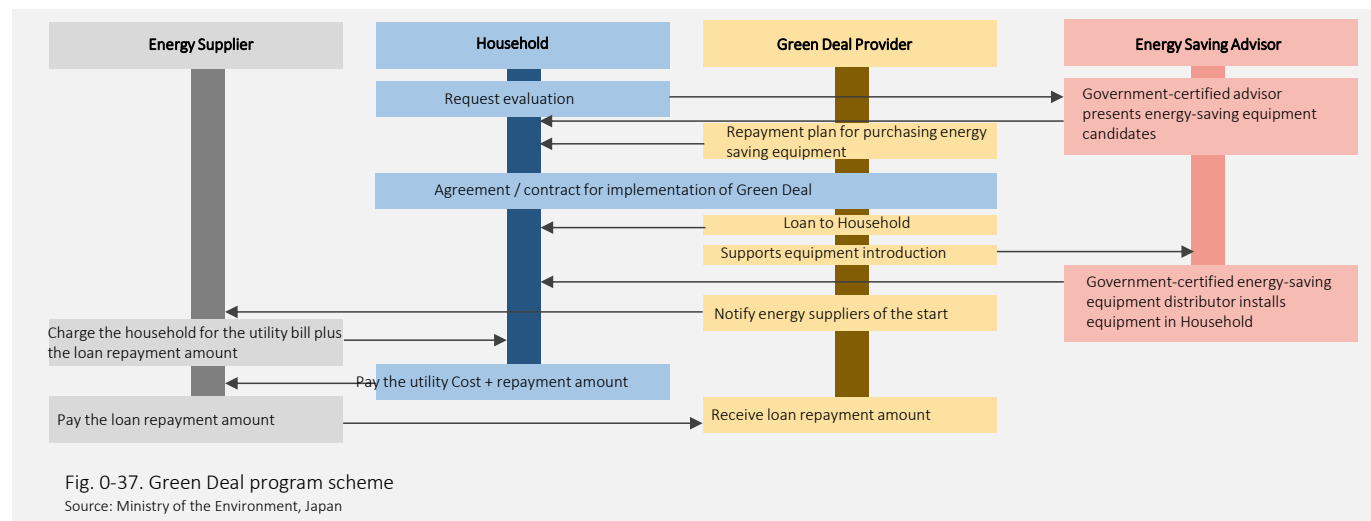 Energy Supplier
Household
Green Deal Provider
Energy Saving Advisor
Request evaluation
Government-certified advisor
presents energy-saving equipment
candidates
Repayment plan for purchasing energy
saving equipment
Agreement / contract for implementation of Green Deal
Loan to Household
Supports equipment introduction
Government-certified energy-saving
equipment distributor installs
equipment in Household
Notify energy suppliers of the start
Charge the household for the utility bill plus
the loan repayment amount
Pay the utility Cost + repayment amount
Pay the loan repayment amount
Receive loan repayment amount
Fig. 0-37. Green Deal program scheme
Source: Ministry of the Environment, Japan